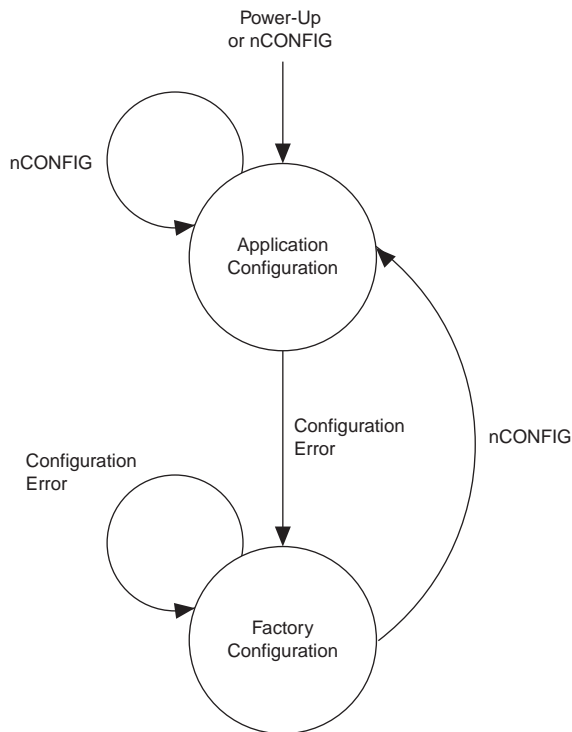 Power-Up
or nCONFIG
nCONFIG
Application
Configuration
Configuration
Error
nCONFIG
Configuration
Error
Factory
Configuration